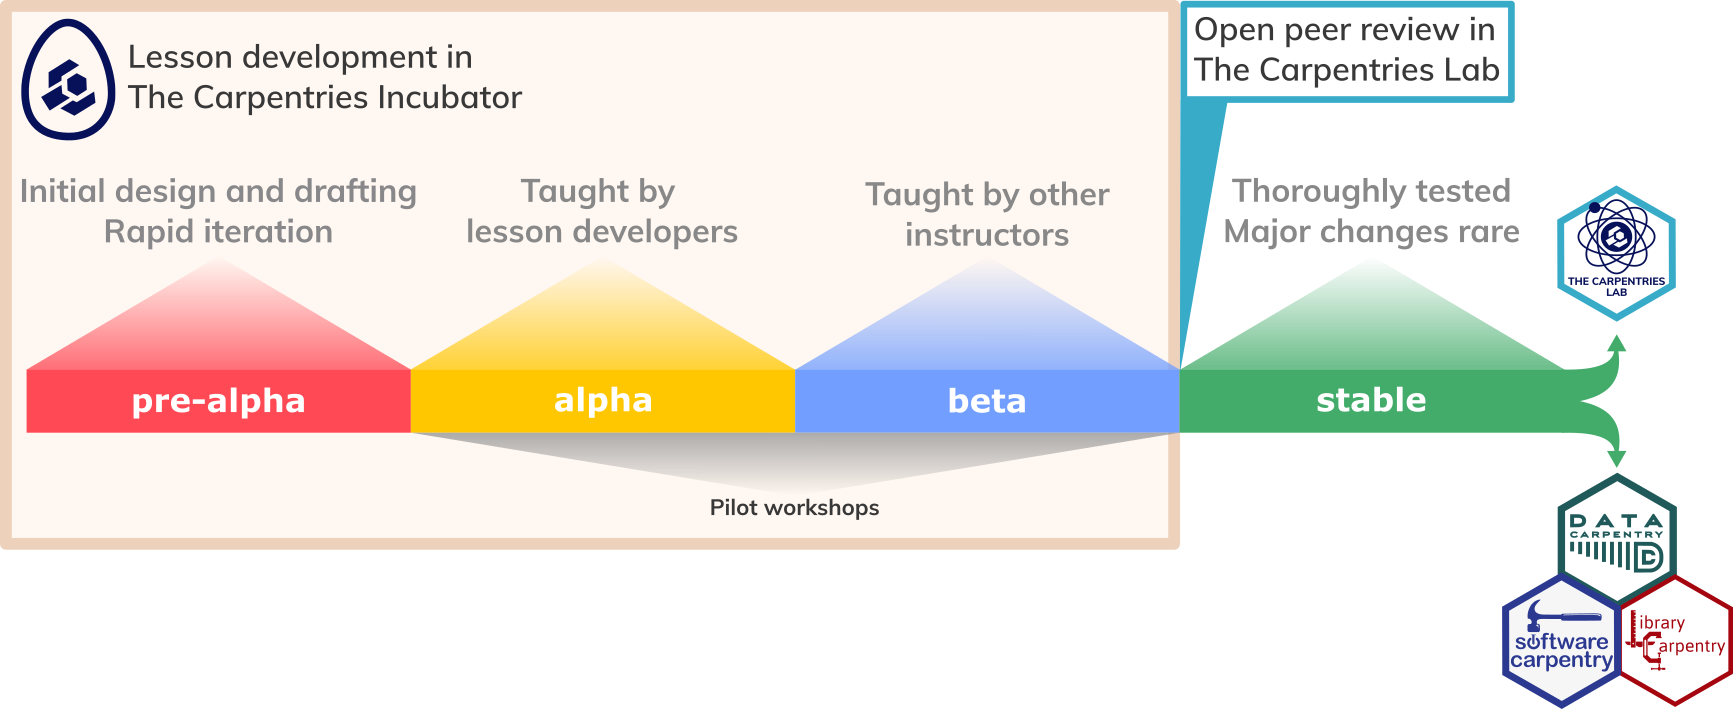 Lesson development in
The Carpentries Incubator
Open peer review in
The Carpentries Lab
Initial design and drafting
Rapid iteration
Taught by
lesson developers
Taught by other
instructors
Thoroughly tested
Major changes rare
THE CARPENTRIES
LAB
pre-alpha
alpha
beta
stable
Pilot workshops
DATA
CARPENTRY
DC
software
carpentry
Library
Carpentry